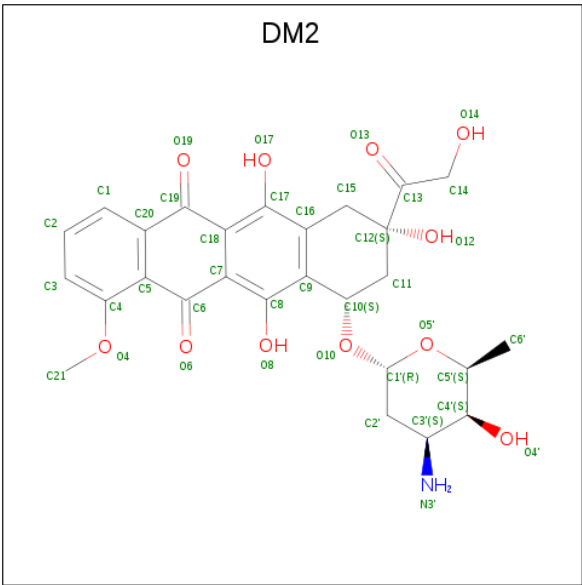 DM2
O14
OH
O13
O
O19
O
O17
HO
C1
C19
C17
C15
C13
C14
C2
C20
C16
C18
C12(S)
OH
O12
C3
C7
C9
C11
C4
C5
C6
C8
C10(S)
O
O4
O
O6
OH
O8
O
O10
C21
O5'
O
C6'
C1'(R)
C5'(S)
C4'(S)
C2'
C3'(S)
OH
O4'
NH2
N3'